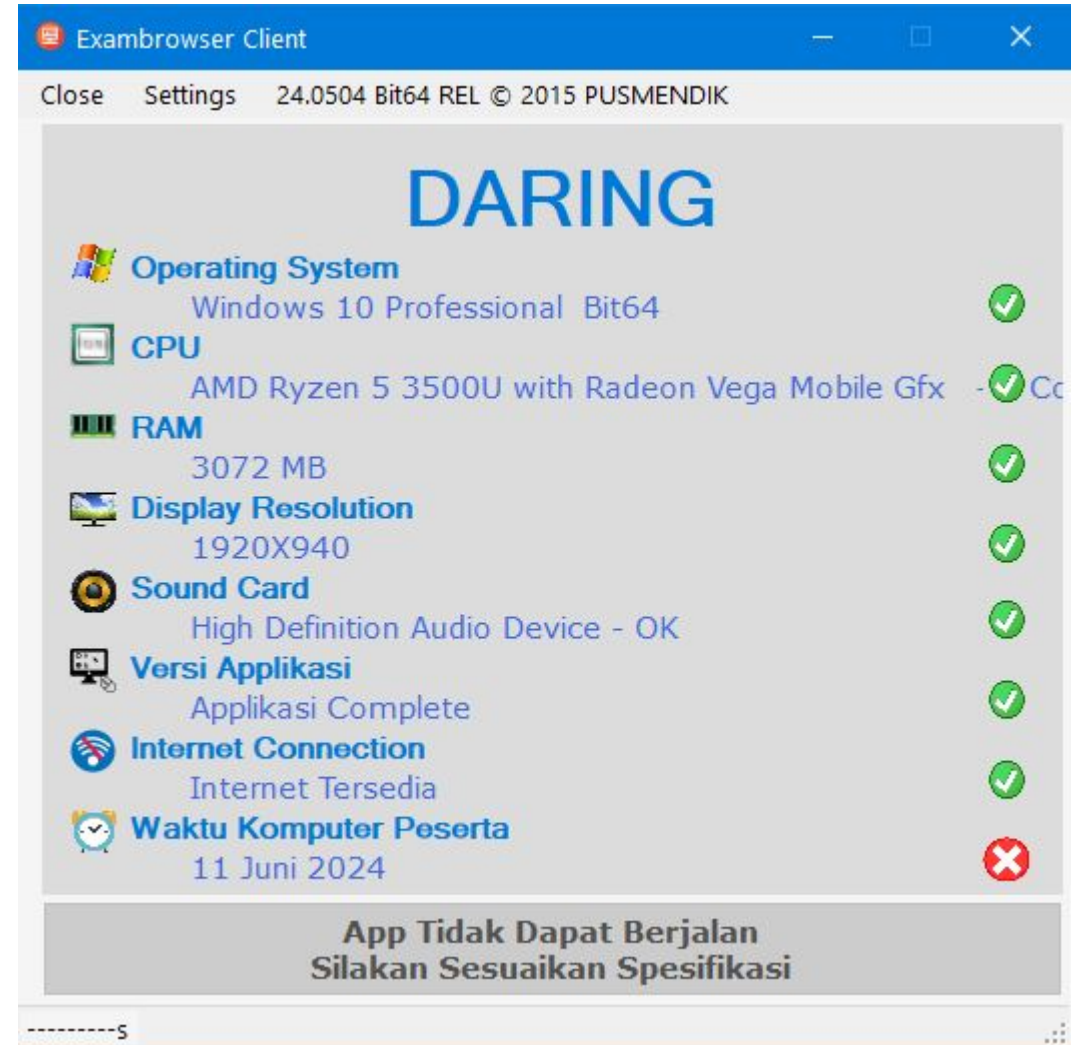 Exambrowser Client
Close Settings 24.0504 Bit64 REL © 2015 PUSMENDIK
DARING
Operating System
Windows 10 Professional Bit64
CPU
AMD Ryzen 5 3500U with Radeon Vega Mobile Gfx - Co
RAM
3072 MB
Display Resolution
1920X940
Sound Card
High Definition Audio Device - OK
Versi Applikasi
Applikasi Complete
Internet Connection
Internet Tersedia
Waktu Komputer Peserta
11 Juni 2024
App Tidak Dapat Berjalan
Silakan Sesuaikan Spesifikasi
---------s